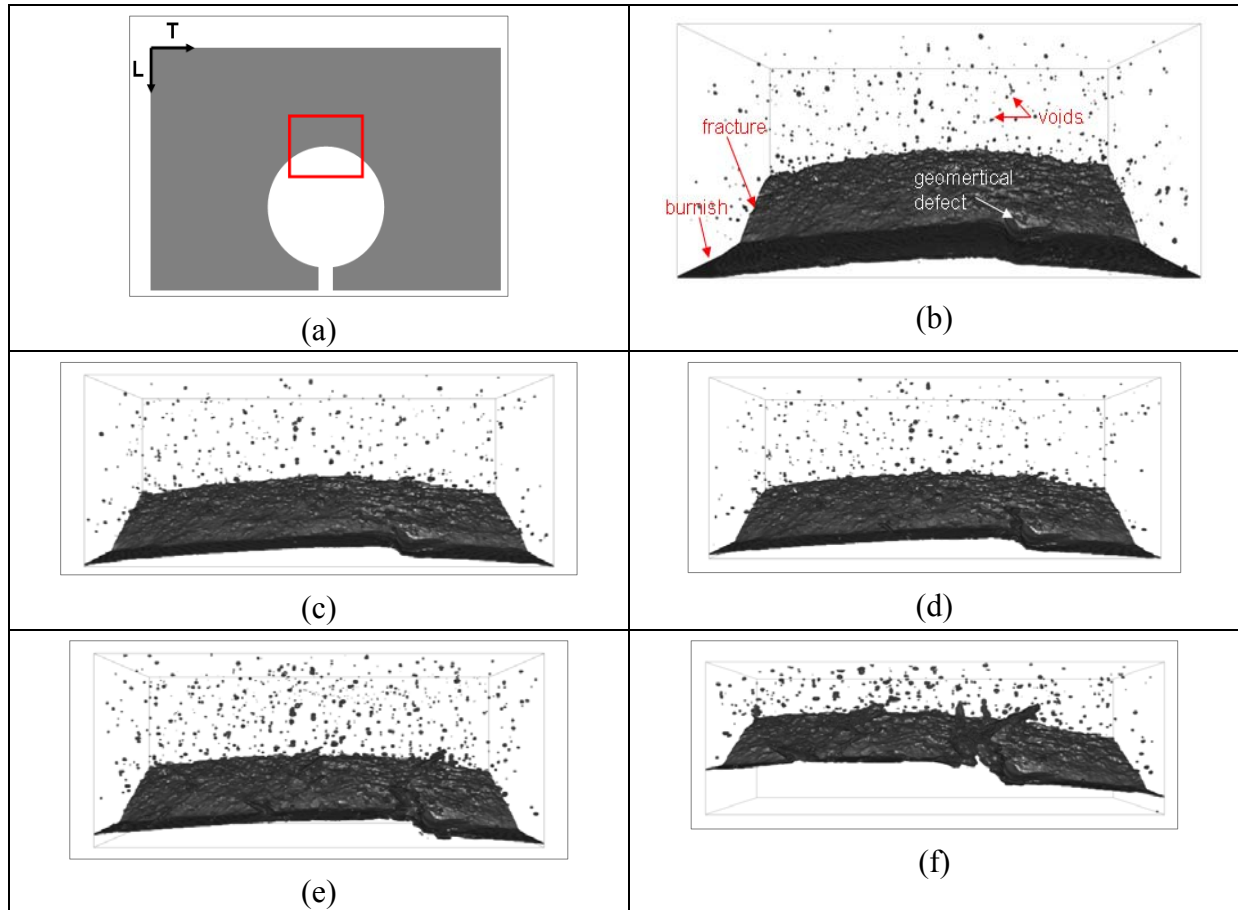 T
L
(a)
voids
fracture
geomertical
defect
burnish
(b)
(c)
(d)
(e)
(f)